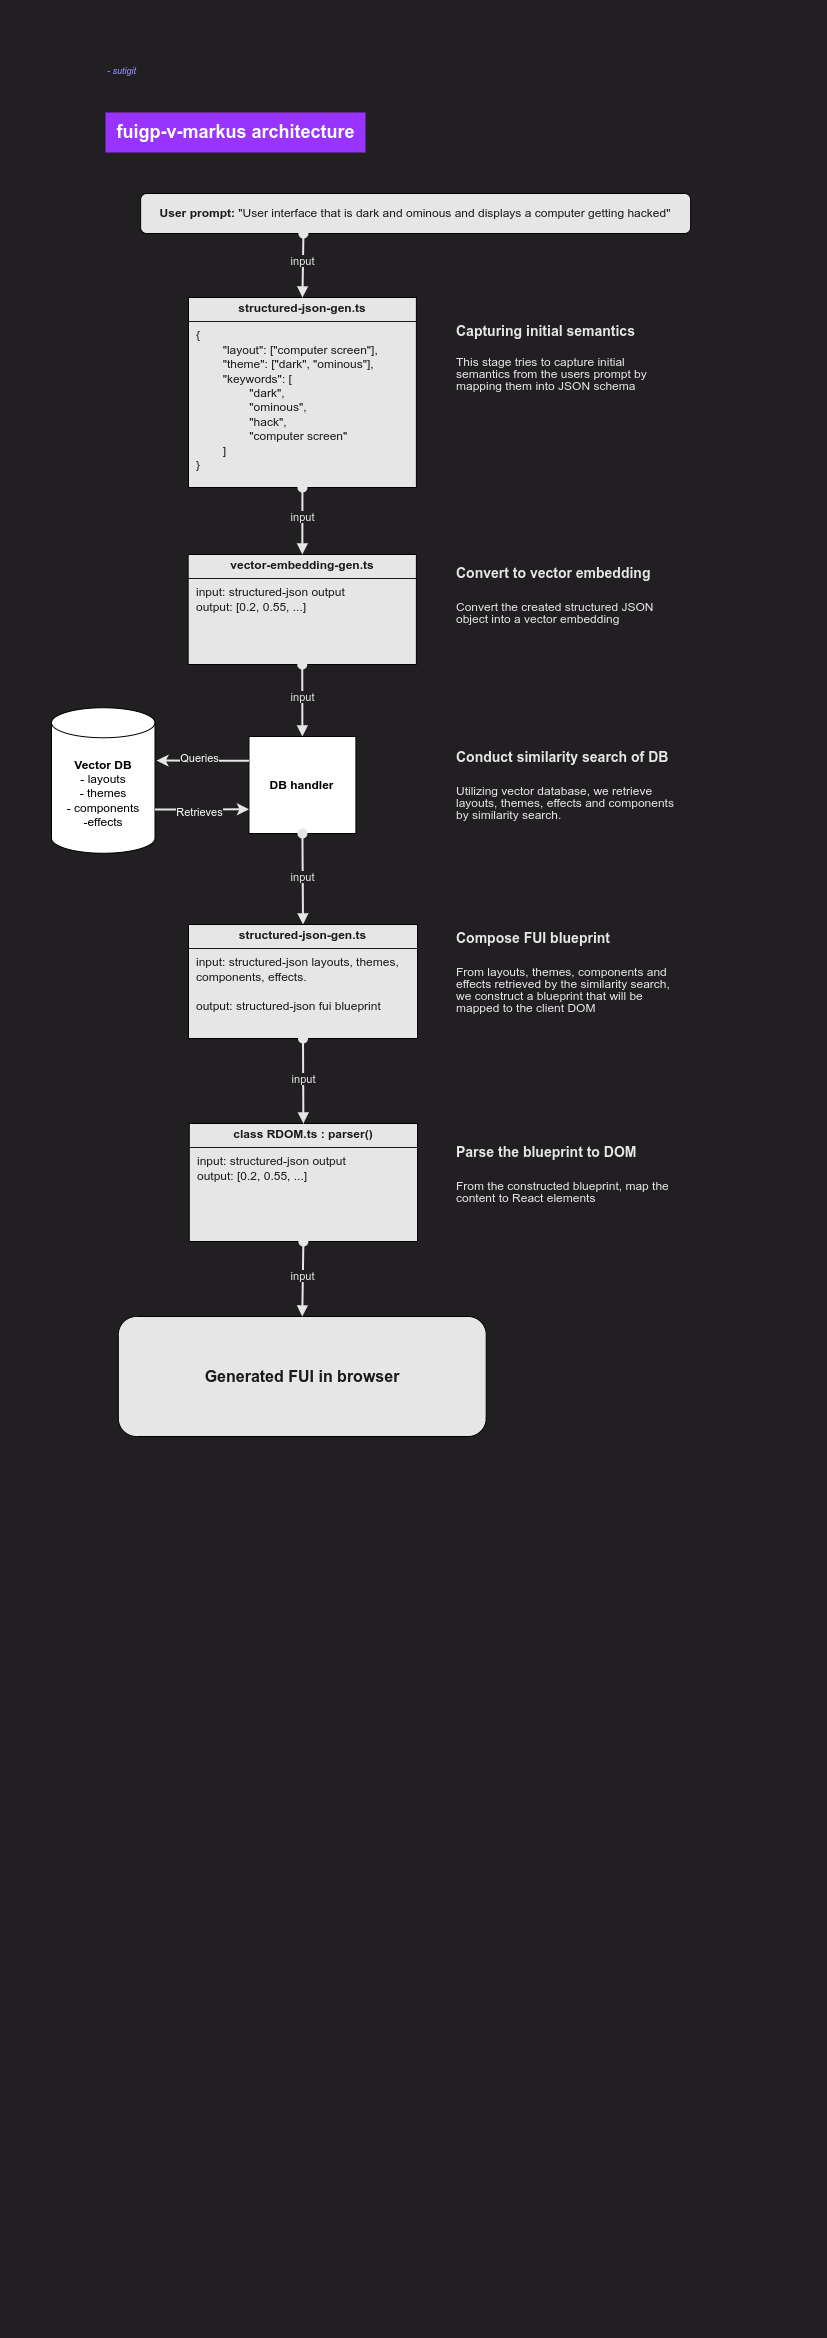 - sutigit
fuigp-v-markus architecture
User prompt: "User interface that is dark and ominous and displays a computer getting hacked"
input
structured-json-gen.ts
{
"layout": ["computer screen"],
"theme": ["dark", "ominous"],
"keywords": [
"dark",
"ominous",
"hack",
"computer screen"
]
}
Capturing initial semantics
This stage tries to capture initial
semantics from the users prompt by
mapping them into JSON schema
input
vector-embedding-gen.ts
input: structured-json output
output: [0.2, 0.55, ...]
Convert to vector embedding
Convert the created structured JSON
object into a vector embedding
input
Vector DB
- layouts
- themes
- components
-effects
Queries
Retrieves
DB handler
Conduct similarity search of DB
Utilizing vector database, we retrieve
layouts, themes, effects and components
by similarity search.
input
structured-json-gen.ts
input: structured-json layouts, themes,
components, effects.
output: structured-json fui blueprint
Compose FUI blueprint
From layouts, themes, components and
effects retrieved by the similarity search,
we construct a blueprint that will be
mapped to the client DOM
input
class RDOM.ts : parser()
input: structured-json output
output: [0.2, 0.55, ...]
Parse the blueprint to DOM
From the constructed blueprint, map the
content to React elements
input
Generated FUI in browser